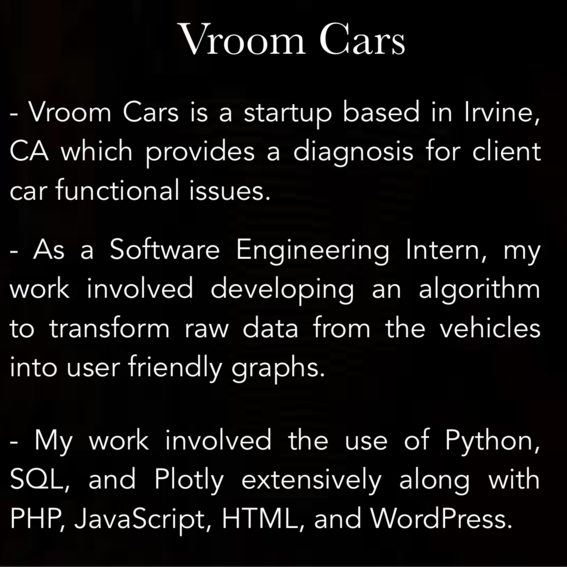 Vroom Cars
- Vroom Cars is a startup based in Irvine,
CA which provides a diagnosis for client
car functional issues.
- As a Software Engineering Intern, my
work involved developing an algorithm
to transform raw data from the vehicles
into user friendly graphs.
- My work involved the use of Python,
SQL, and Plotly extensively along with
PHP, JavaScript, HTML, and WordPress.